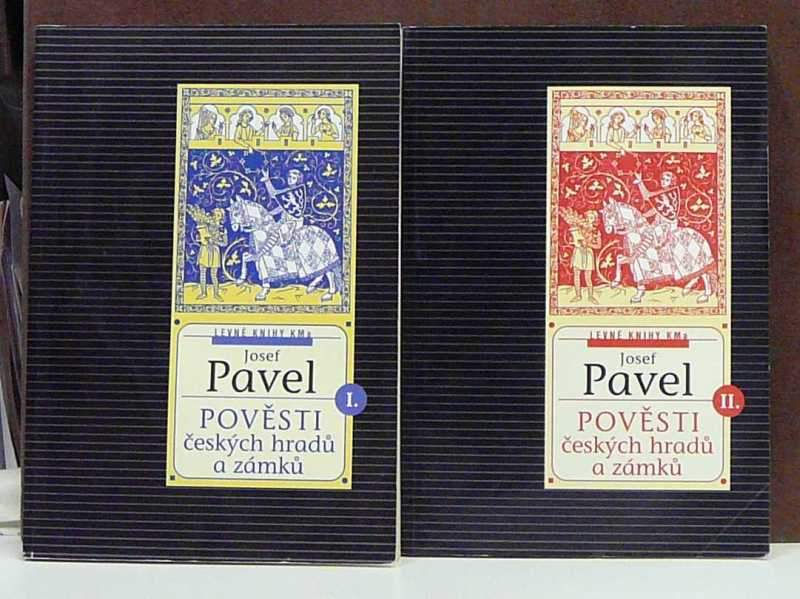 LEVNÉ KNIHY KMa
Josef
Pavel
I.
POVĚSTI
českých hradů
a zámků
LEVNÉ KNIHY KMa
Josef
Pavel
II.
POVĚSTI
českých hradů
a zámků